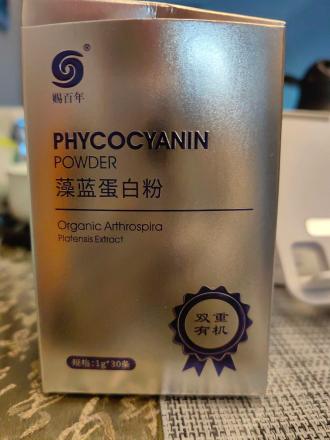 ®
赐百年
PHYCOCYANIN
POWDER
藻蓝蛋白粉
Organic Arthrospira
Platensis Extract
双重
有机
规格:1g*30条